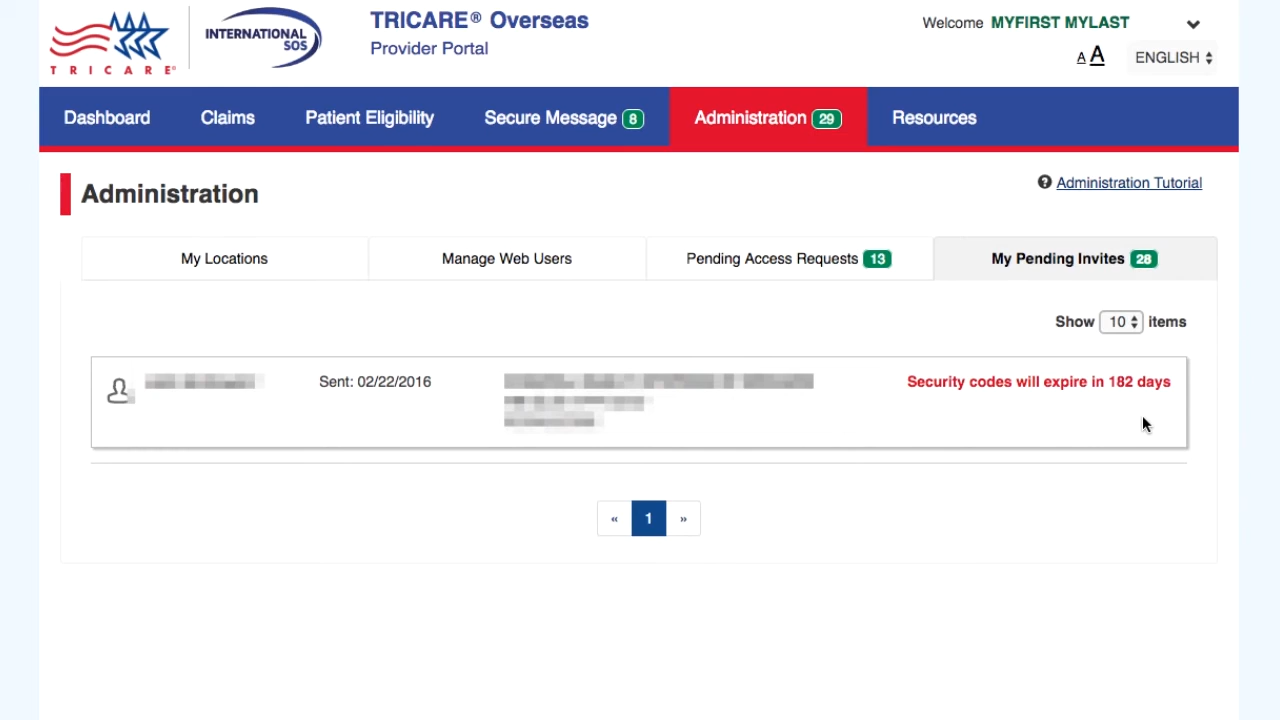 TRICARE®
INTERNATIONAL
SOS
TRICARE® Overseas
Provider Portal
Welcome MYFIRST MYLAST
A A
ENGLISH
Dashboard
Claims
Patient Eligibility
Secure Message 8
Administration 29
Resources
Administration
? Administration Tutorial
My Locations
Manage Web Users
Pending Access Requests 13
My Pending Invites 28
Show 10 items
Sent: 02/22/2016
Security codes will expire in 182 days
« 1 »